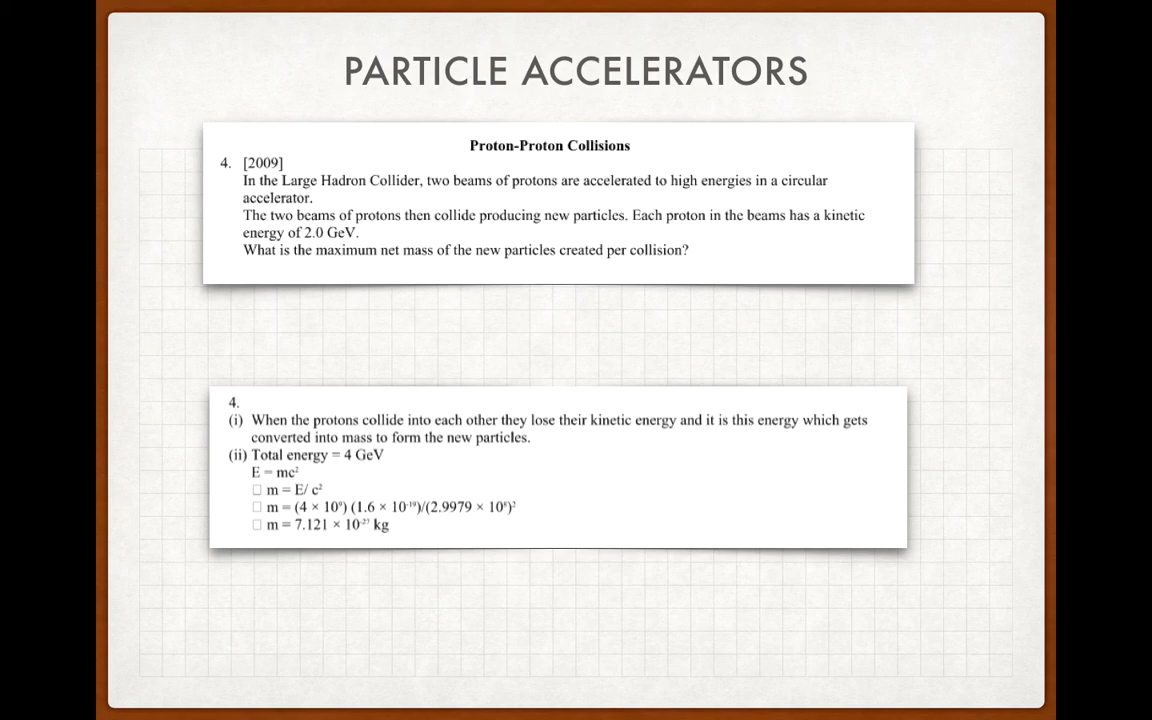 PARTICLE ACCELERATORS
Proton-Proton Collisions
4. [2009]
In the Large Hadron Collider, two beams of protons are accelerated to high energies in a circular
accelerator.
The two beams of protons then collide producing new particles. Each proton in the beams has a kinetic
energy of 2.0 GeV.
What is the maximum net mass of the new particles created per collision?
4.
(i) When the protons collide into each other they lose their kinetic energy and it is this energy which gets
converted into mass to form the new particles.
(ii) Total energy = 4 GeV
E = mc²
□ m = E/ c²
□ m = (4 × 10⁹) (1.6 × 10⁻¹⁹)/(2.9979 × 10⁸)²
□ m = 7.121 × 10⁻²⁷ kg